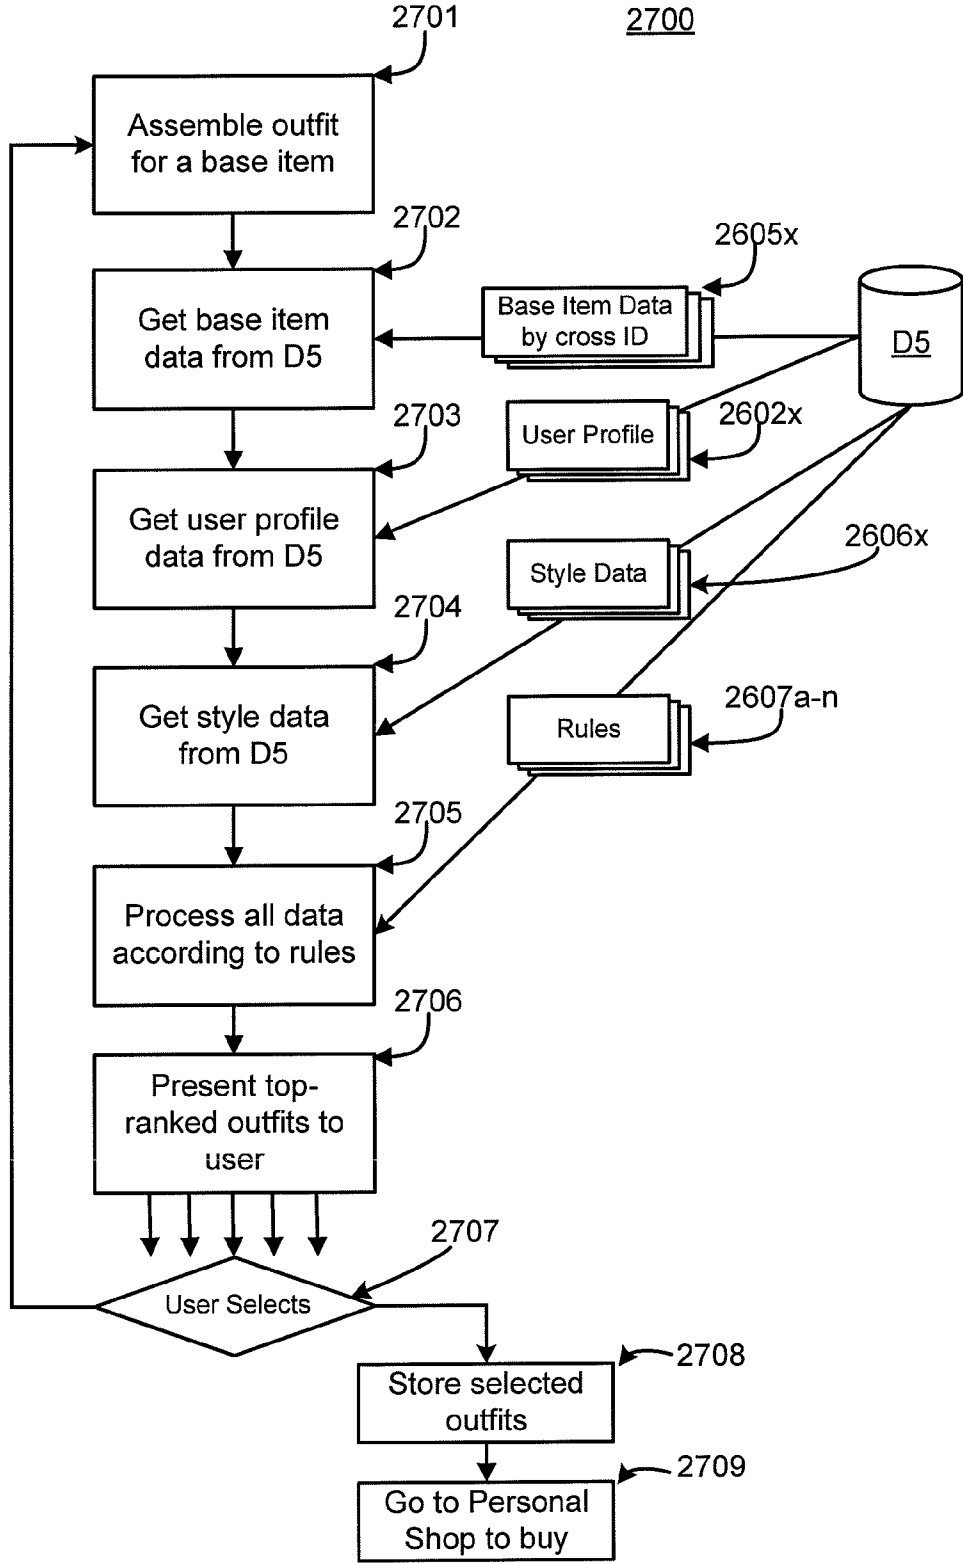 2701
2700
Assemble outfit
for a base item
2702
2605x
Get base item
data from D5
Base Item Data
by cross ID
D5
2703
User Profile
2602x
Get user profile
data from D5
Style Data
2606x
2704
Get style data
from D5
Rules
2607a-n
2705
Process all data
according to rules
2706
Present top-
ranked outfits to
user
2707
User Selects
2708
Store selected
outfits
2709
Go to Personal
Shop to buy